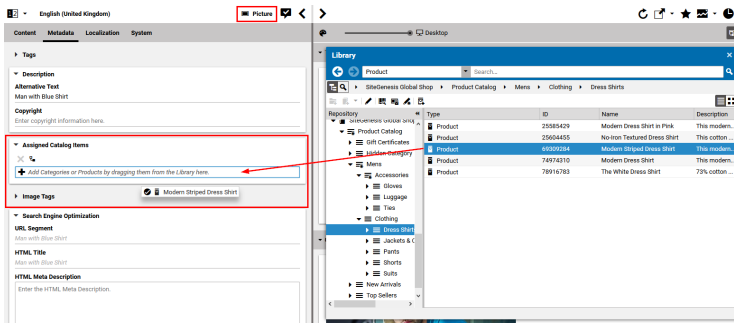 English (United Kingdom)
Picture
Content Metadata Localization System
Tags
Description
Alternative Text
Man with Blue Shirt
Copyright
Enter copyright information here.
Assigned Catalog Items
Add Categories or Products by dragging them from the Library here.
Modern Striped Dress Shirt
Image Tags
Search Engine Optimization
URL Segment
Man with Blue Shirt
HTML Title
Man with Blue Shirt
HTML Meta Description
Enter the HTML Meta Description.
Desktop
Library
Product
Search...
SiteGenesis Global Shop Product Catalog Mens Clothing Dress Shirts
Repository
SiteGenesis Global Shop
Product Catalog
Gift Certificates
Hidden Category
Mens
Accessories
Gloves
Luggage
Ties
Clothing
Dress Shirt
Jackets & C
Pants
Shorts
Suits
New Arrivals
Top Sellers
Type ID Name Description
Product 25585429 Modern Dress Shirt in Pink This modern...
Product 25604455 No-Iron Textured Dress Shirt This cotton ...
Product 69309284 Modern Striped Dress Shirt This modern...
Product 74974310 Modern Dress Shirt This modern...
Product 78916783 The White Dress Shirt 73% cotton ...